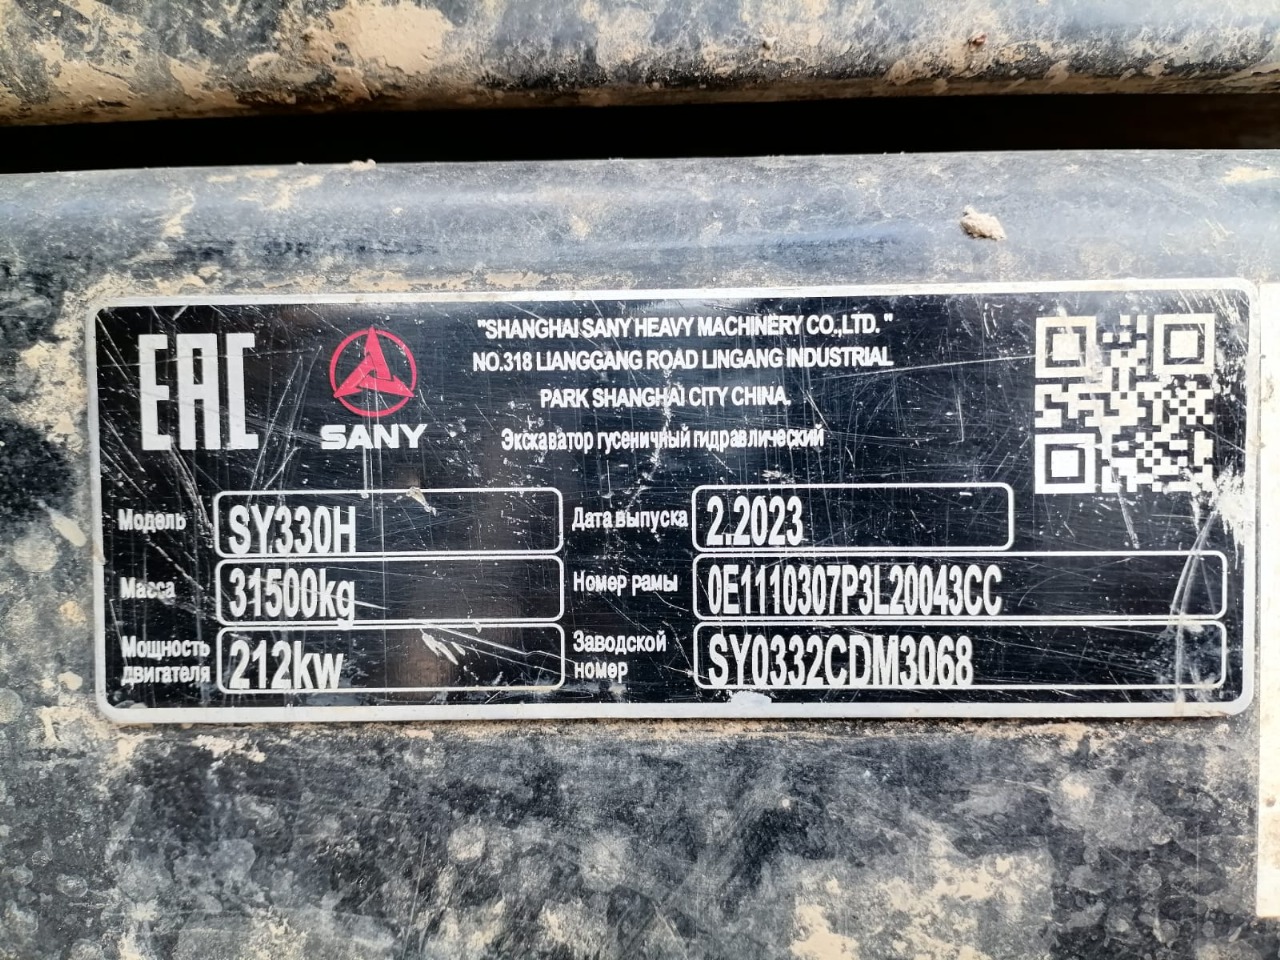 EAC
SANY
"SHANGHAI SANY HEAVY MACHINERY CO.,LTD. "
NO.318 LIANGGANG ROAD LINGANG INDUSTRIAL
PARK SHANGHAI CITY CHINA.
Экскаватор гусеничный гидравлический
Модель SY330H
Дата выпуска 2.2023
Масса 31500kg
Номер рамы 0E1110307P3L20043CC
Мощность
двигателя 212kw
Заводской
номер SY0332CDM3068